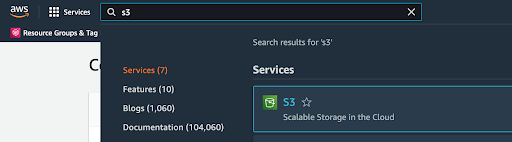 aws
Services
s3
Resource Groups & Tag
Search results for 's3'
Services (7)
Features (10)
Blogs (1,060)
Documentation (104,060)
Services
S3
Scalable Storage in the Cloud